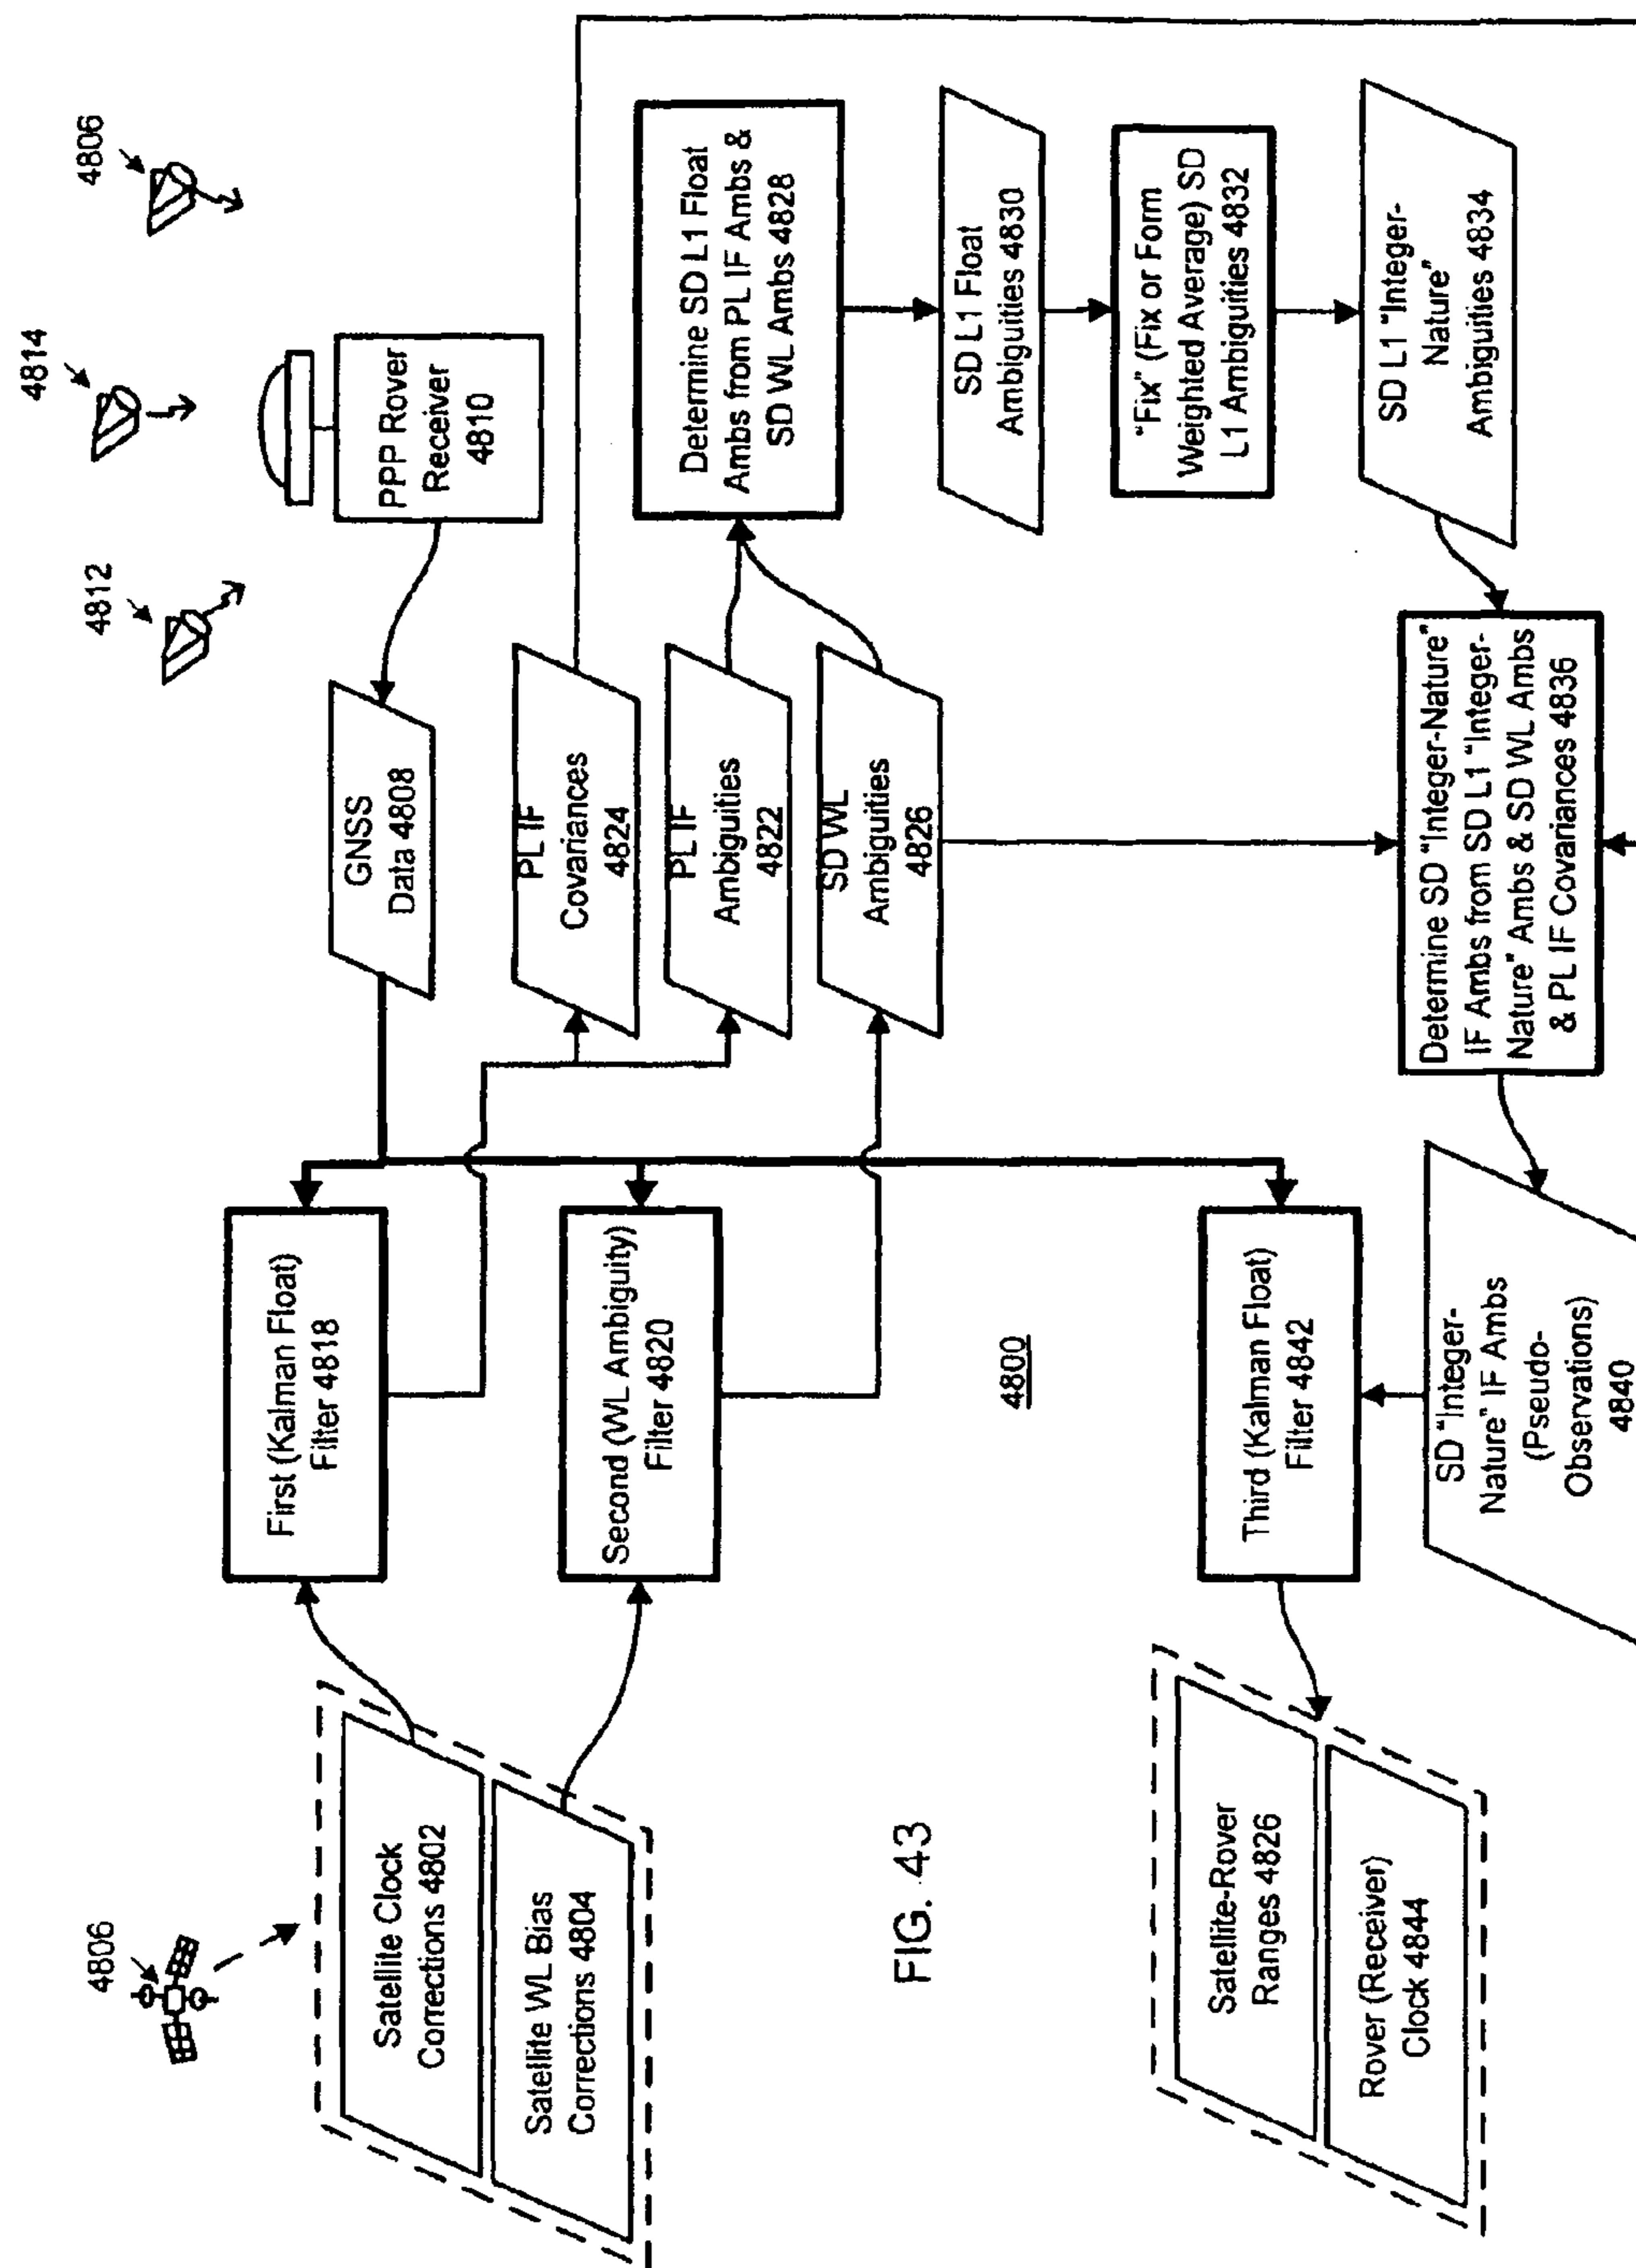 4806
Satellite Clock
Corrections 4802
Satellite WL Bias
Corrections 4804
First (Kalman Float)
Filter 4818
Second (WL Ambiguity)
Filter 4820
GNSS
Data 4808
4812
4814
4806
PPP Rover
Receiver
4810
PL IF
Covariances
4824
PL IF
Ambiguities
4822
SD WL
Ambiguities
4826
Determine SD L1 Float
Ambs from PL IF Ambs &
SD WL Ambs 4828
SD L1 Float
Ambiguities 4830
"Fix" (Fix or Form
Weighted Average) SD
L1 Ambiguities 4832
SD L1 "Integer-
Nature"
Ambiguities 4834
Determine SD "Integer-Nature"
IF Ambs from SD L1 "Integer-
Nature" Ambs & SD WL Ambs
& PL IF Covariances 4836
SD "Integer-
Nature" IF Ambs
(Pseudo-
Observations)
4840
Third (Kalman Float)
Filter 4842
Satellite-Rover
Ranges 4826
Rover (Receiver)
Clock 4844
4800
FIG. 43